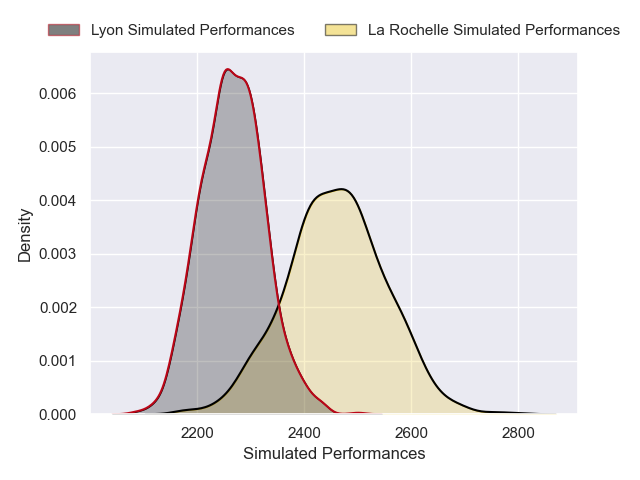 Lyon Simulated Performances La Rochelle Simulated Performances
0.006
0.005
0.004
0.003
0.002
0.001
0.000
Density
2200 2400 2600 2800
Simulated Performances